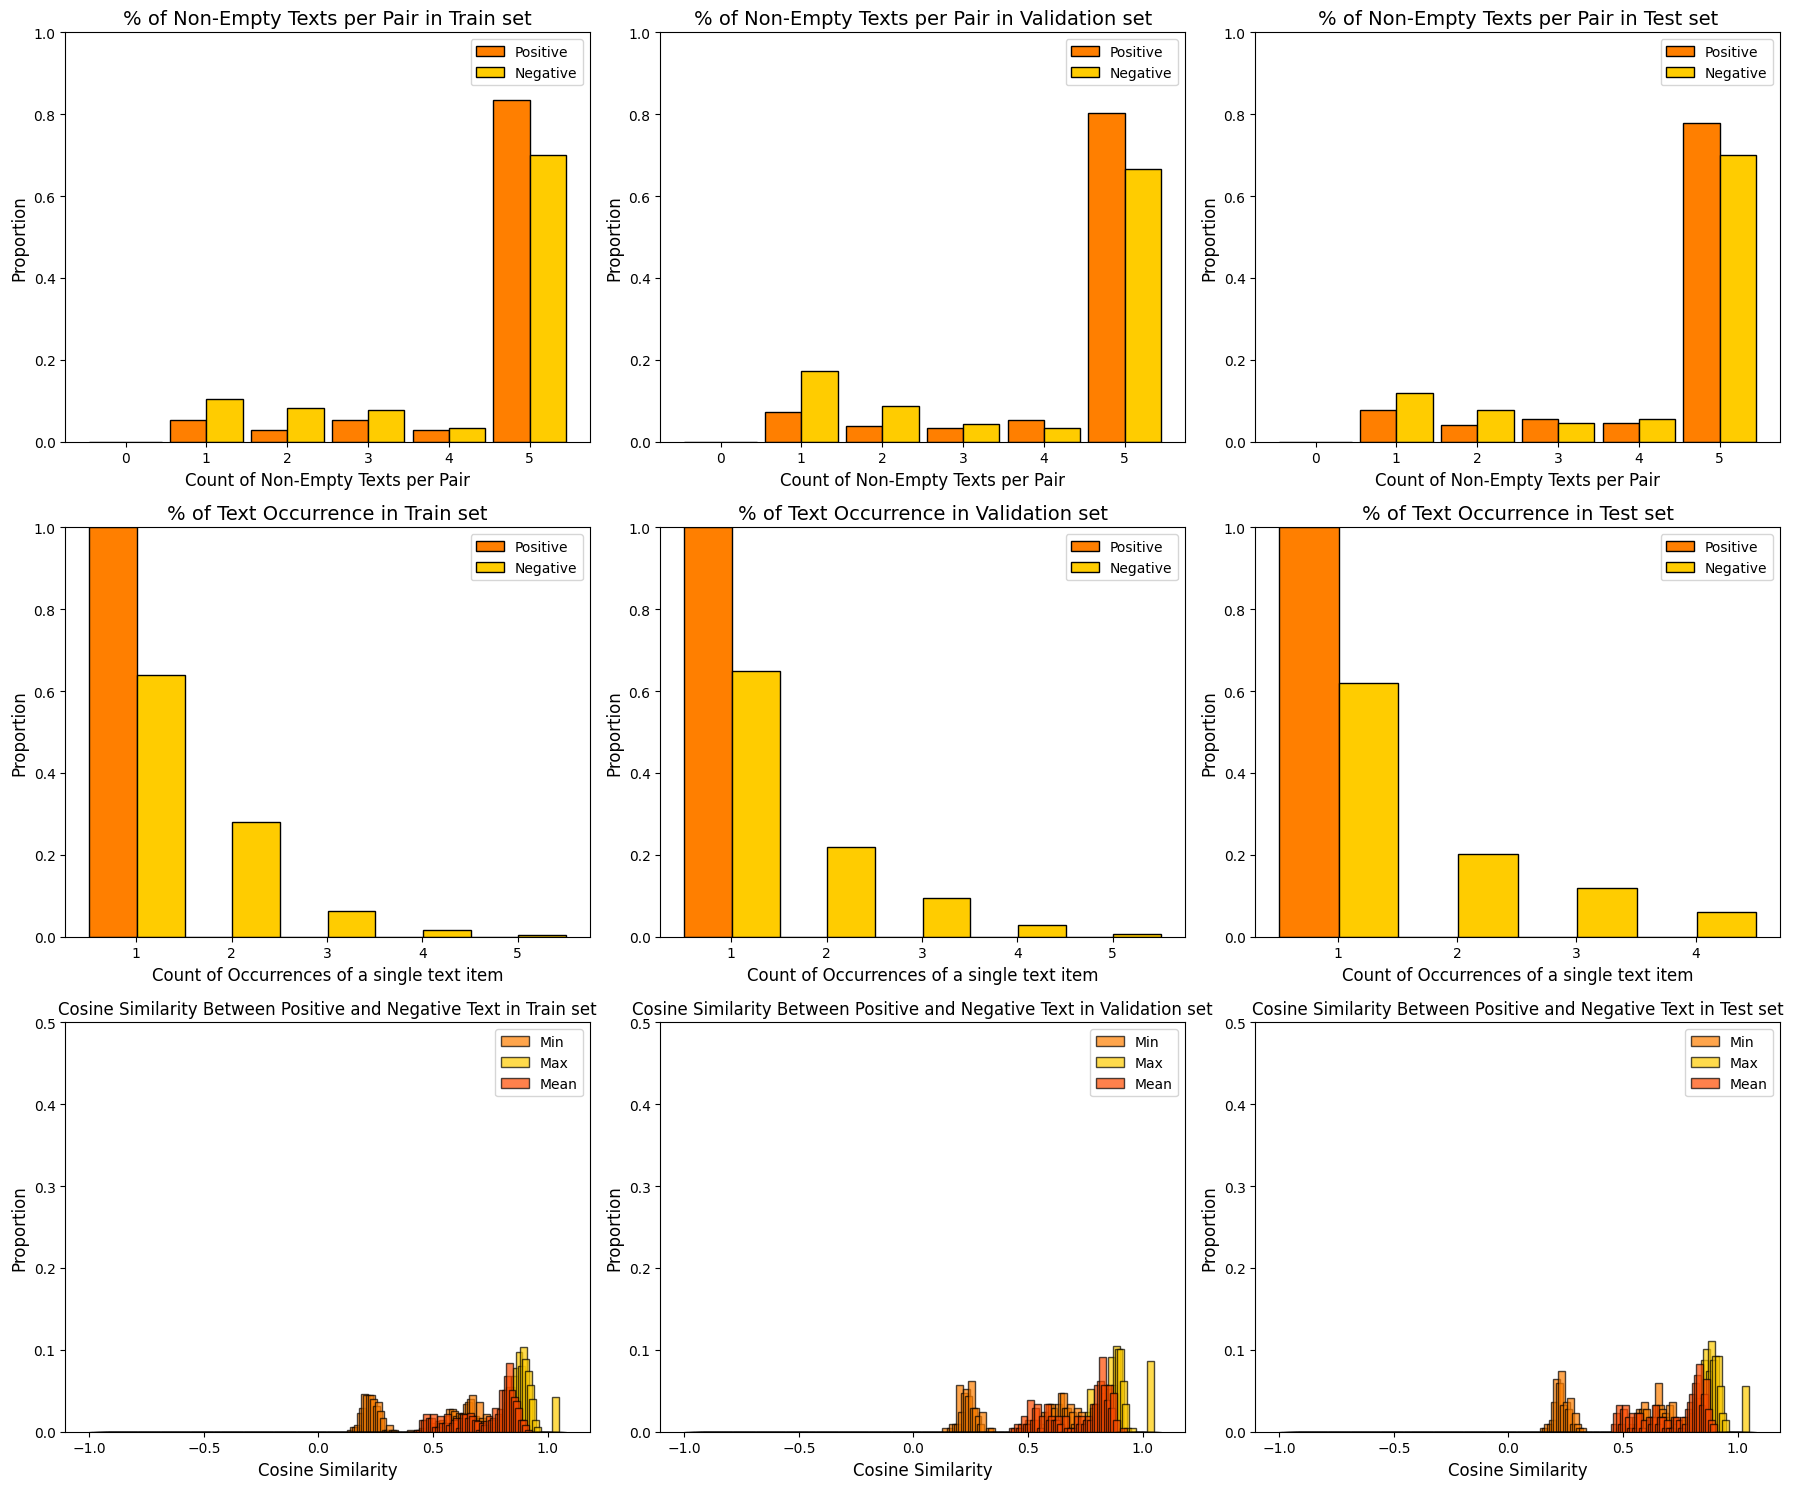 % of Non-Empty Texts per Pair in Train set
Positive
Negative
Proportion
1.0
0.8
0.6
0.4
0.2
0.0
0 1 2 3 4 5
Count of Non-Empty Texts per Pair
% of Non-Empty Texts per Pair in Validation set
Positive
Negative
Proportion
1.0
0.8
0.6
0.4
0.2
0.0
0 1 2 3 4 5
Count of Non-Empty Texts per Pair
% of Non-Empty Texts per Pair in Test set
Positive
Negative
Proportion
1.0
0.8
0.6
0.4
0.2
0.0
0 1 2 3 4 5
Count of Non-Empty Texts per Pair
% of Text Occurrence in Train set
Positive
Negative
Proportion
1.0
0.8
0.6
0.4
0.2
0.0
1 2 3 4 5
Count of Occurrences of a single text item
% of Text Occurrence in Validation set
Positive
Negative
Proportion
1.0
0.8
0.6
0.4
0.2
0.0
1 2 3 4 5
Count of Occurrences of a single text item
% of Text Occurrence in Test set
Positive
Negative
Proportion
1.0
0.8
0.6
0.4
0.2
0.0
1 2 3 4
Count of Occurrences of a single text item
Cosine Similarity Between Positive and Negative Text in Train set
Min
Max
Mean
Proportion
0.5
0.4
0.3
0.2
0.1
0.0
−1.0 −0.5 0.0 0.5 1.0
Cosine Similarity
Cosine Similarity Between Positive and Negative Text in Validation set
Min
Max
Mean
Proportion
0.5
0.4
0.3
0.2
0.1
0.0
−1.0 −0.5 0.0 0.5 1.0
Cosine Similarity
Cosine Similarity Between Positive and Negative Text in Test set
Min
Max
Mean
Proportion
0.5
0.4
0.3
0.2
0.1
0.0
−1.0 −0.5 0.0 0.5 1.0
Cosine Similarity